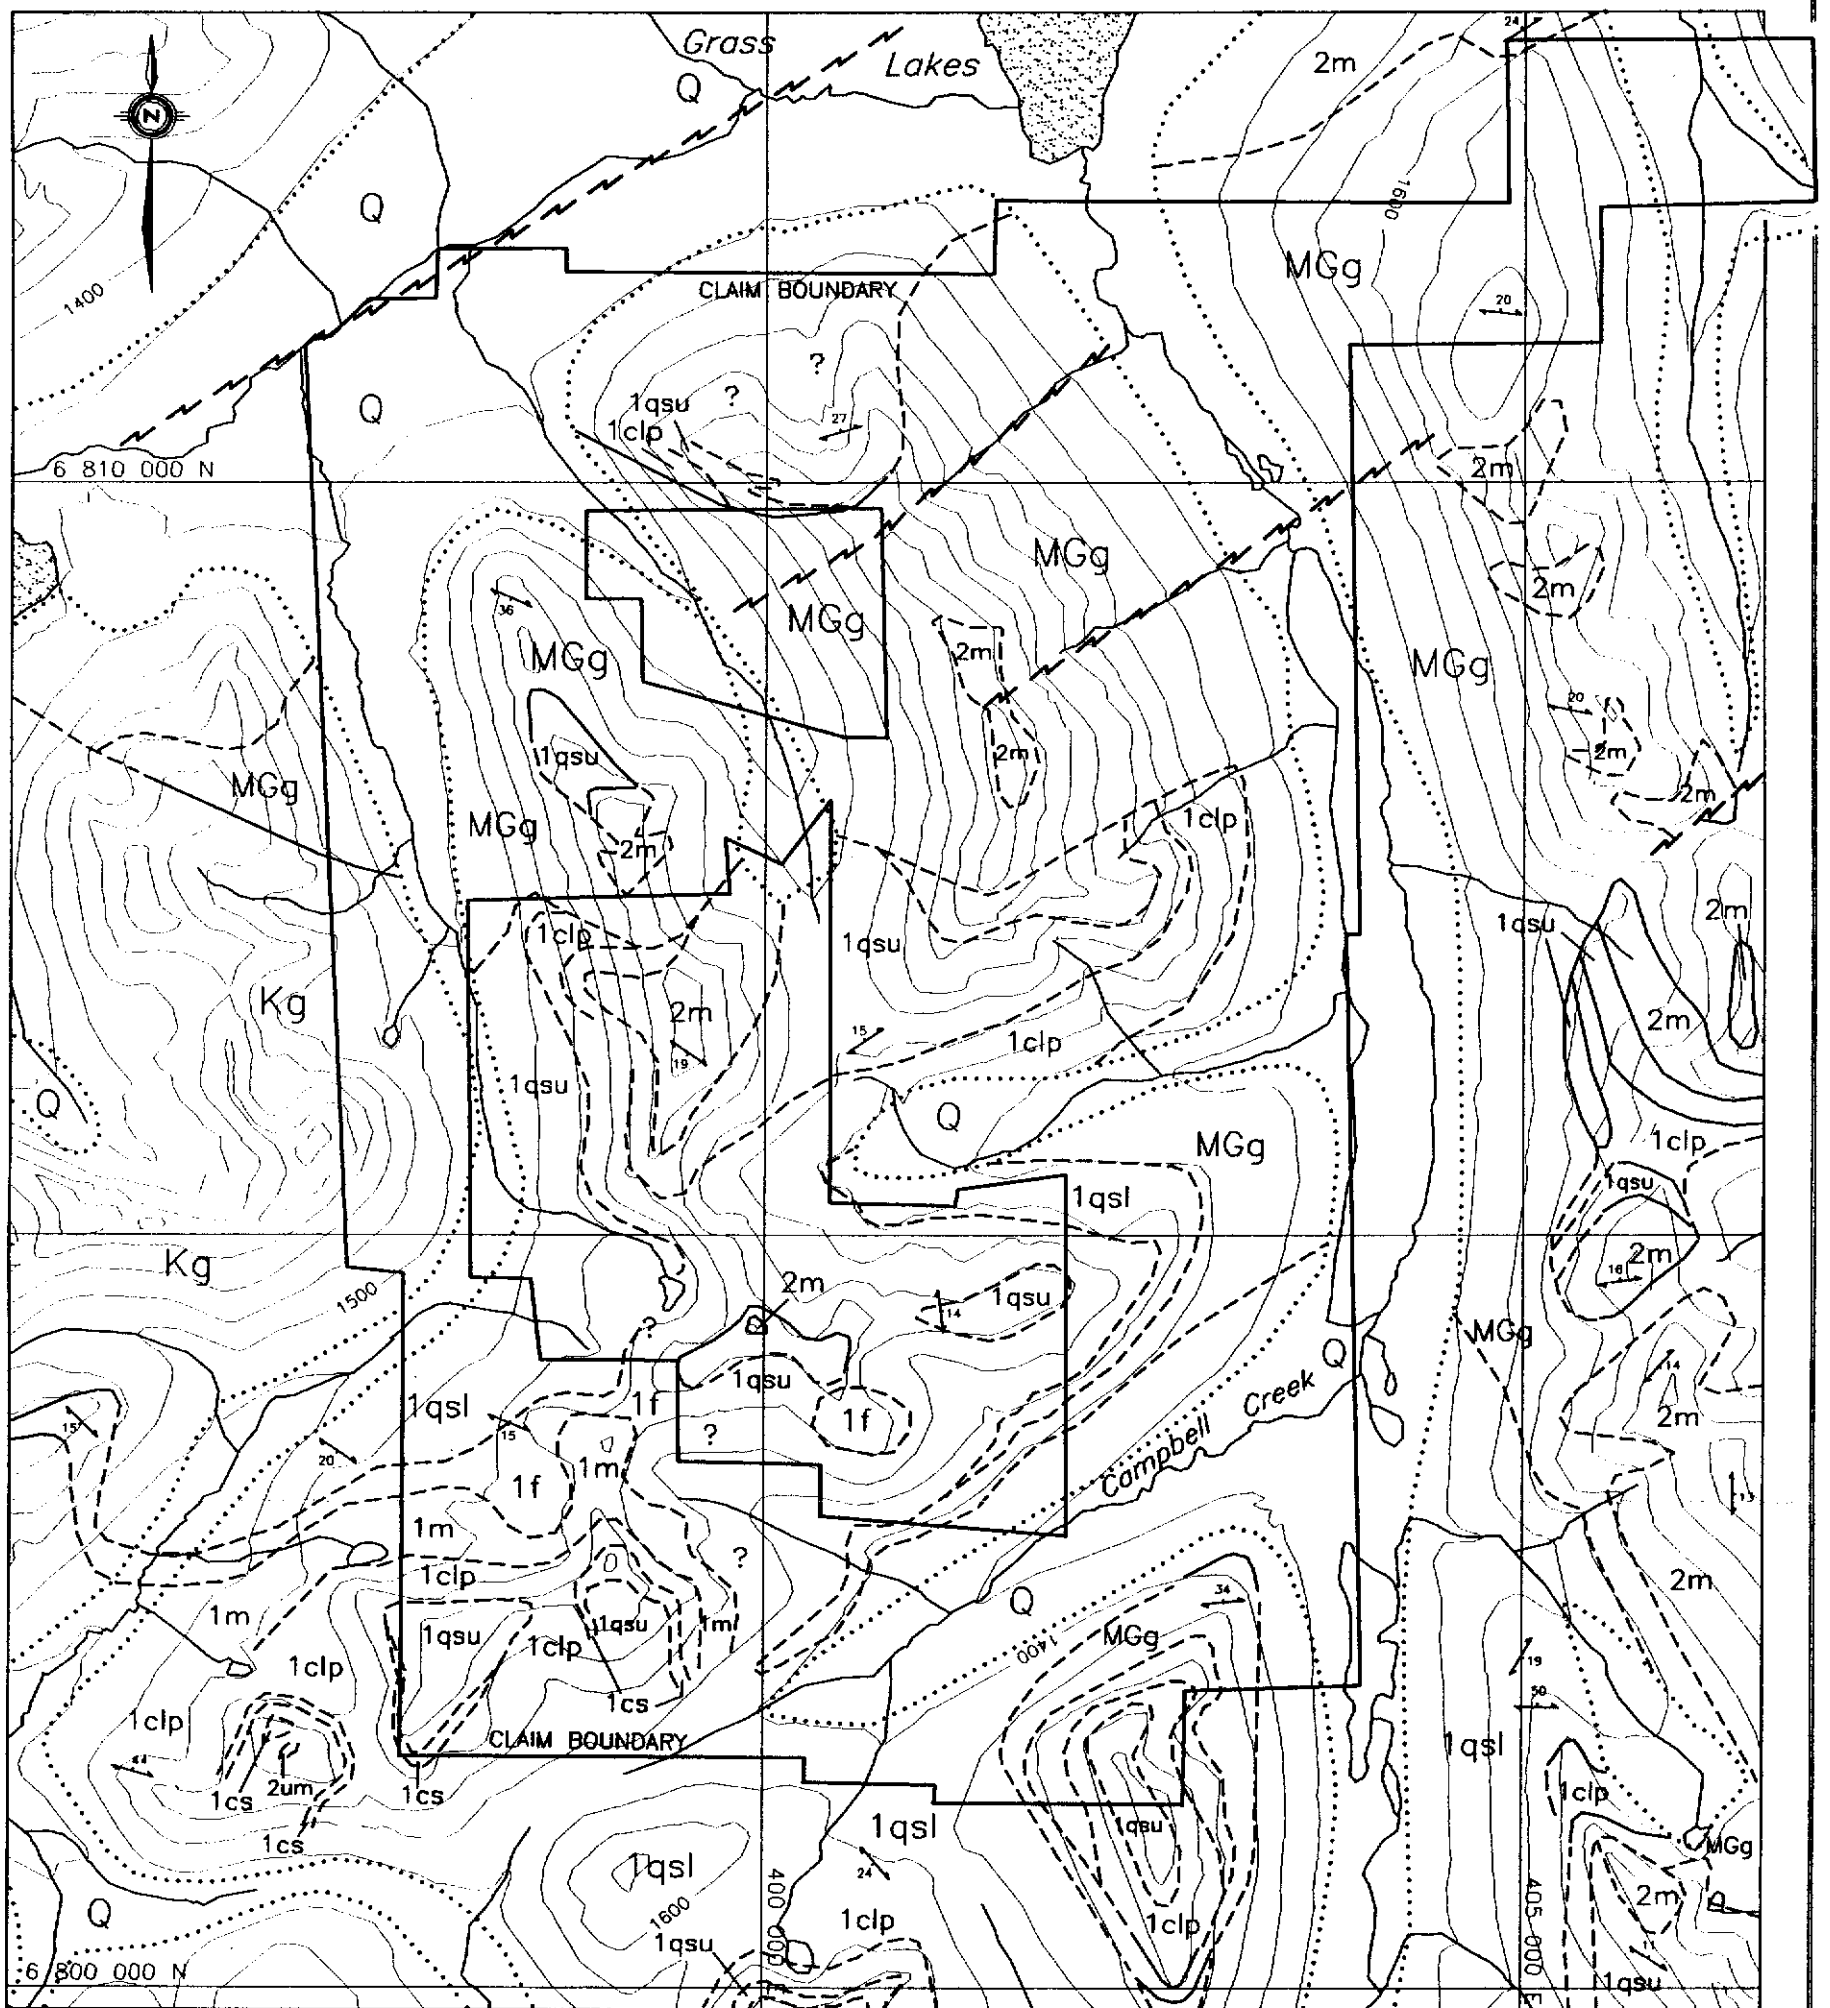 24
Grass
Lakes
2m
Q
N
Q
1600
MGg
1400
CLAIM BOUNDARY
20
?
?
1qsu
Q
27
1clp
6 810 000 N
2m
MGg
2m
36
MGg
MGg
2m
MGg
20
1qsu
2m
2m
MGg
2m
1clp
MGg
2m
2m
1qsu
1clp
1qsu
Kg
2m
2m
15
1clp
19
1qsu
Q
Q
1clp
MGg
1qsu
1qsl
2m
Kg
16
2m
1qsu
1500
14
?
MGg
Q
14
1qsu
Creek
1qsl
1f
1f
2m
15
15
?
Campbell
20
1m
1f
13
1m
?
1clp
2m
34
Q
1m
1qsu
1qsu
1m
MGg
1400
1clp
1clp
19
50
1cs
1clp
CLAIM BOUNDARY
1qsl
44
2um
1cs
1cs
1clp
1qsu
1qsl
1cs
MGg
1qsl
24
400 000 E
405 000 E
2m
Q
1600
1clp
1clp
1qsu
6 800 000 N
1qsu